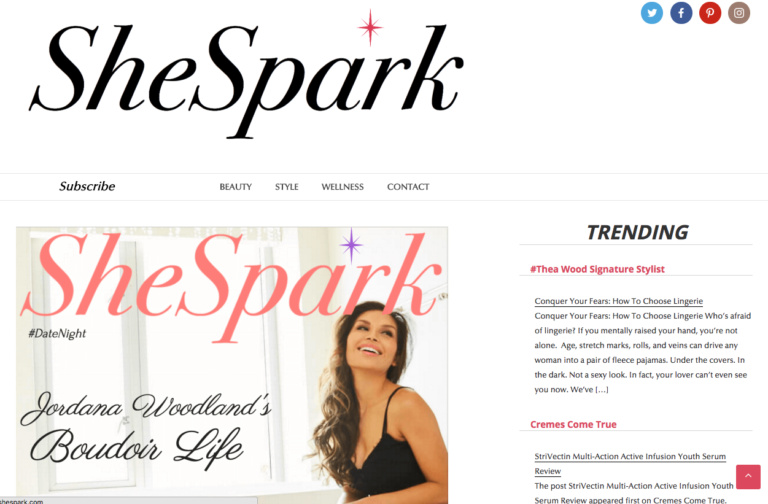 SheSpark
Subscribe
BEAUTY STYLE WELLNESS CONTACT
SheSpark
#DateNight
Jordana Woodland's
Boudoir Life
TRENDING
#Thea Wood Signature Stylist
Conquer Your Fears: How To Choose Lingerie
Conquer Your Fears: How To Choose Lingerie Who's afraid
of lingerie? If you mentally raised your hand, you're not
alone.  Age, stretch marks, rolls, and veins can drive any
woman into a pair of fleece pajamas. Under the covers. In
the dark. Not a sexy look. In fact, your lover can't even see
you now. We've […]
Cremes Come True
StriVectin Multi-Action Active Infusion Youth Serum
Review
The post StriVectin Multi-Action Active Infusion Youth
Serum Review appeared first on Cremes Come True.
shespark.com